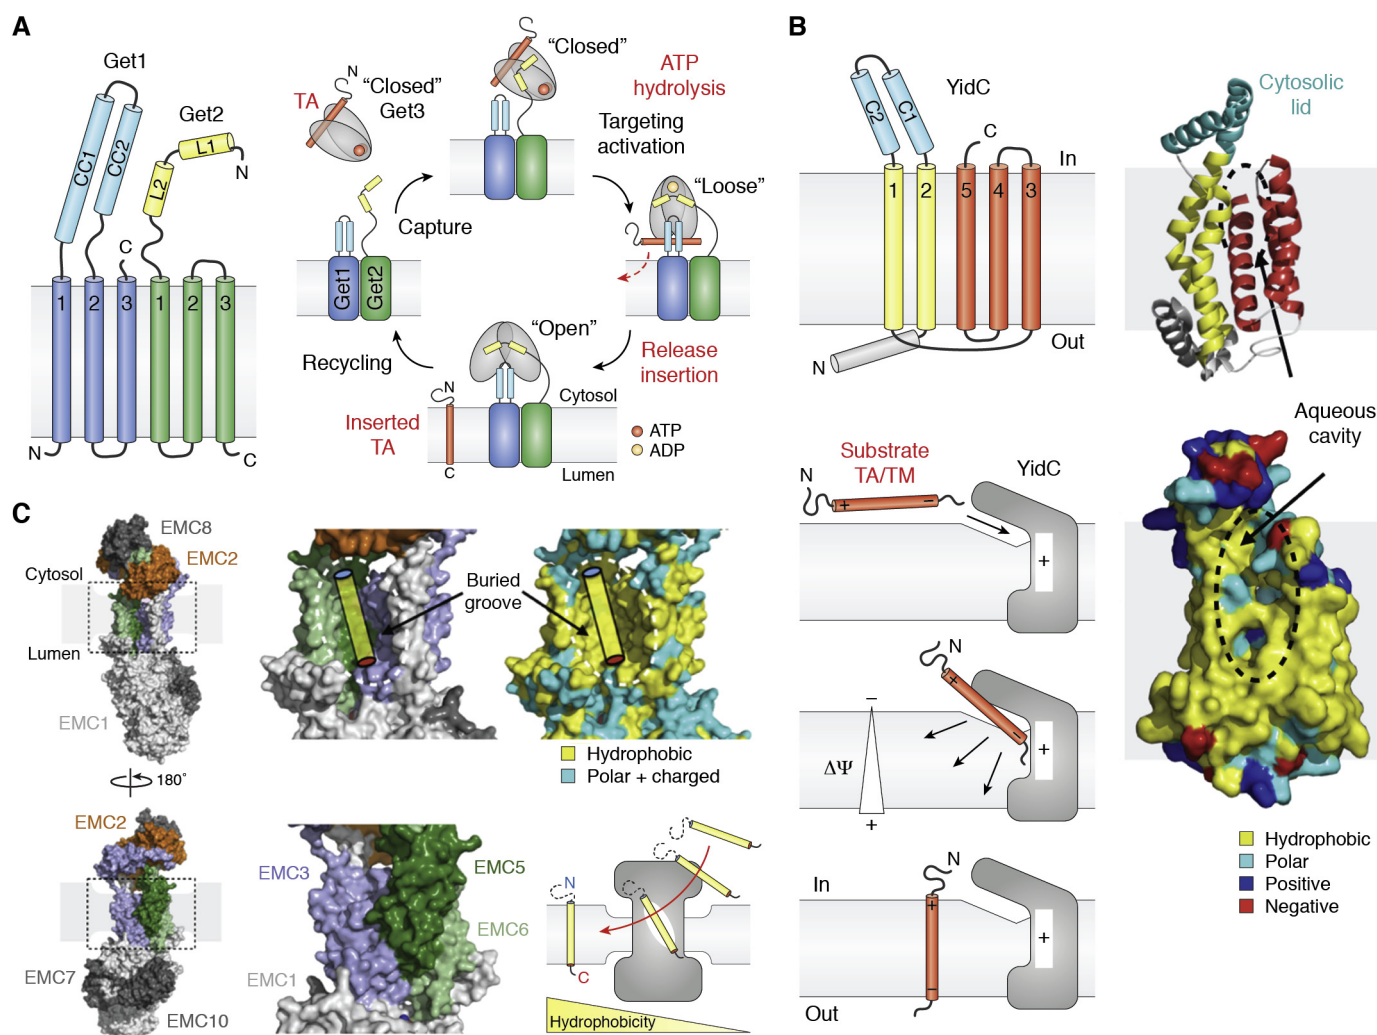 A
Get1
Get2
CC1
CC2
L1
L2
N
C
1
2
3
1
2
3
N
C
TA
N
"Closed"
Get3
"Closed"
ATP
hydrolysis
Targeting
activation
"Loose"
Capture
Get1
Get2
Recycling
"Open"
Release
insertion
Inserted
TA
N
C
Cytosol
Lumen
ATP
ADP
B
YidC
C2
C1
C
In
1
2
5
4
3
Out
N
Cytosolic
lid
Aqueous
cavity
Substrate
TA/TM
YidC
N
+
−
+
N
+
−
+
−
ΔΨ
+
In
N
+
−
+
Out
Hydrophobic
Polar
Positive
Negative
C
EMC8
EMC2
Cytosol
Lumen
EMC1
180°
EMC2
EMC7
EMC10
Buried
groove
Hydrophobic
Polar + charged
EMC3
EMC5
EMC6
EMC1
N
C
Hydrophobicity